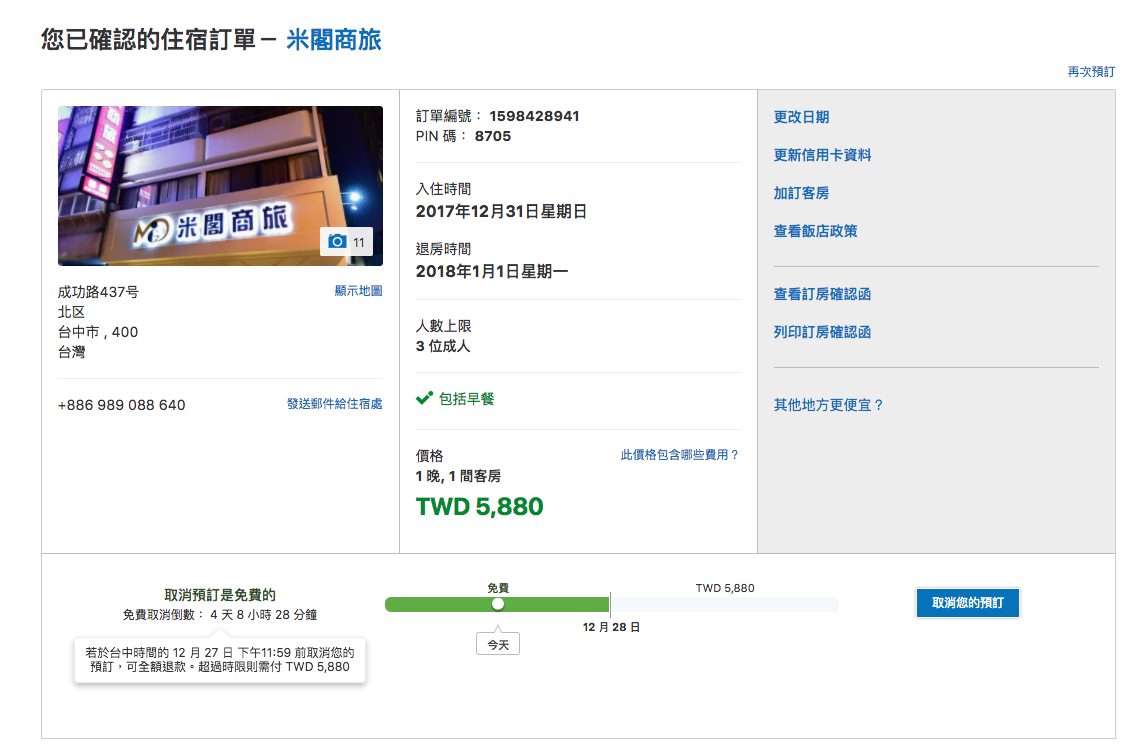 您已確認的住宿訂單－ 米閣商旅
再次預訂
米閣商旅
11
成功路437号
顯示地圖
北区
台中市 , 400
台灣
+886 989 088 640
發送郵件給住宿處
訂單編號： 1598428941
PIN 碼： 8705
入住時間
2017年12月31日星期日
退房時間
2018年1月1日星期一
人數上限
3 位成人
包括早餐
價格
此價格包含哪些費用？
1 晚, 1 間客房
TWD 5,880
更改日期
更新信用卡資料
加訂客房
查看飯店政策
查看訂房確認函
列印訂房確認函
其他地方更便宜？
取消預訂是免費的
免費取消倒數： 4 天 8 小時 28 分鐘
若於台中時間的 12 月 27 日 下午11:59 前取消您的
預訂，可全額退款。超過時限則需付 TWD 5,880
免費
TWD 5,880
12 月 28 日
今天
取消您的預訂